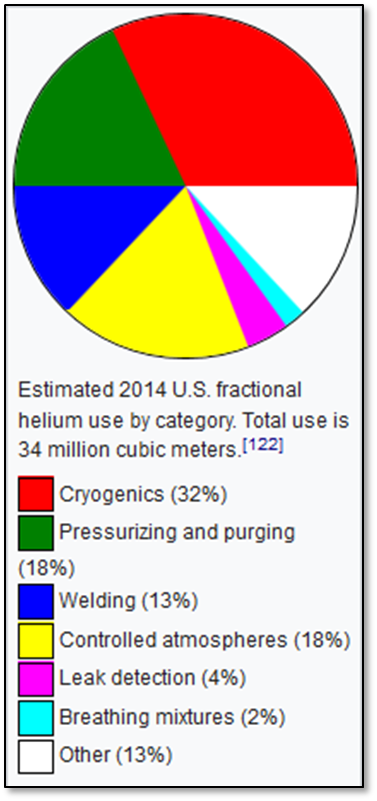 Estimated 2014 U.S. fractional
helium use by category. Total use is
34 million cubic meters.[122]
Cryogenics (32%)
Pressurizing and purging
(18%)
Welding (13%)
Controlled atmospheres (18%)
Leak detection (4%)
Breathing mixtures (2%)
Other (13%)